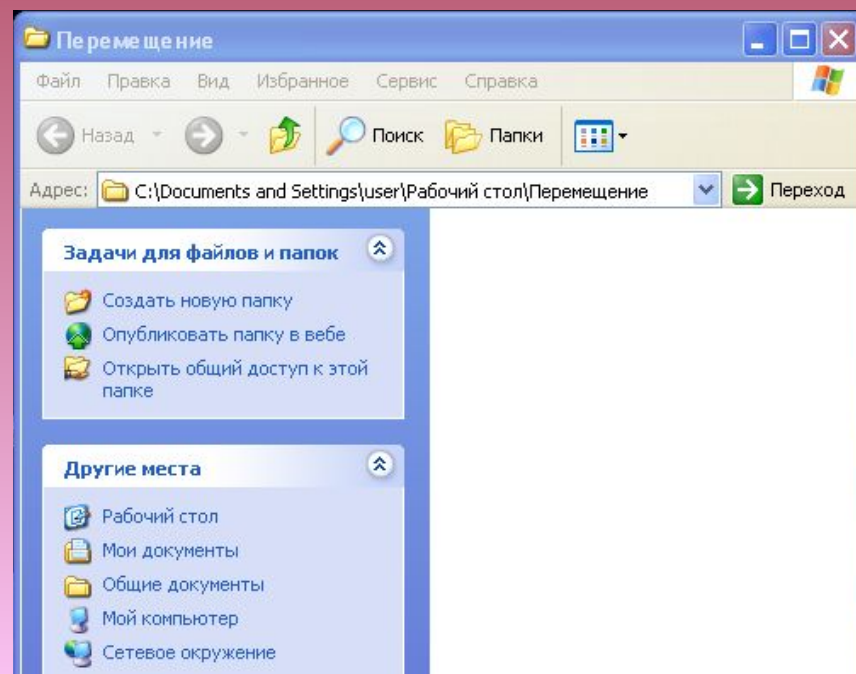 Перемещение
Файл Правка Вид Избранное Сервис Справка
Назад Поиск Папки
Адрес: C:\Documents and Settings\user\Рабочий стол\Перемещение Переход
Задачи для файлов и папок
Создать новую папку
Опубликовать папку в вебе
Открыть общий доступ к этой
папке
Другие места
Рабочий стол
Мои документы
Общие документы
Мой компьютер
Сетевое окружение